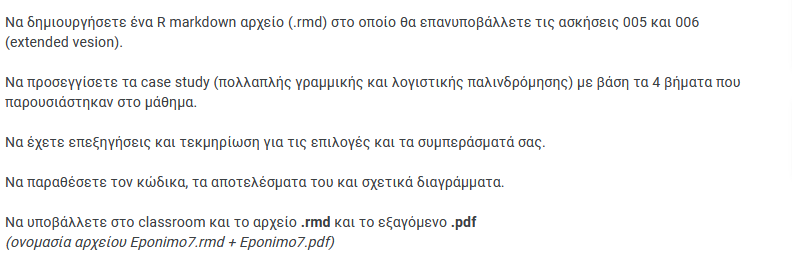 Να δημιουργήσετε ένα R markdown αρχείο (.rmd) στο οποίο θα επανυποβάλλετε τις ασκήσεις 005 και 006
(extended vesion).
Να προσεγγίσετε τα case study (πολλαπλής γραμμικής και λογιστικής παλινδρόμησης) με βάση τα 4 βήματα που
παρουσιάστηκαν στο μάθημα.
Να έχετε επεξηγήσεις και τεκμηρίωση για τις επιλογές και τα συμπεράσματά σας.
Να παραθέσετε τον κώδικα, τα αποτελέσματα του και σχετικά διαγράμματα.
Να υποβάλλετε στο classroom και το αρχείο .rmd και το εξαγόμενο .pdf
(ονομασία αρχείου Eponimo7.rmd + Eponimo7.pdf)